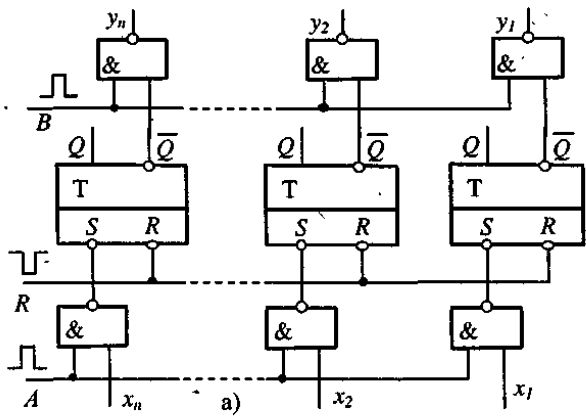 yn y2 y1
& & &
B
Q Q̅ Q Q̅ Q Q̅
T T T
S R S R S R
R
& & &
A xn а) x2 x1